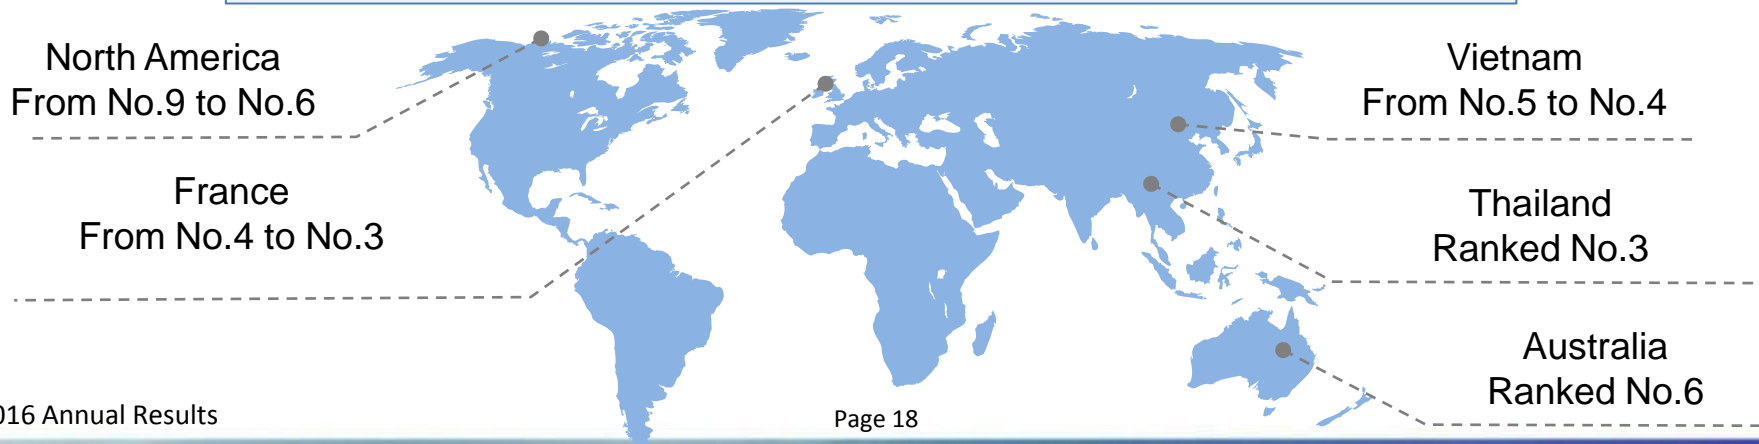 North America
From No.9 to No.6
France
From No.4 to No.3
Vietnam
From No.5 to No.4
Thailand
Ranked No.3
Australia
Ranked No.6
016 Annual Results
Page 18